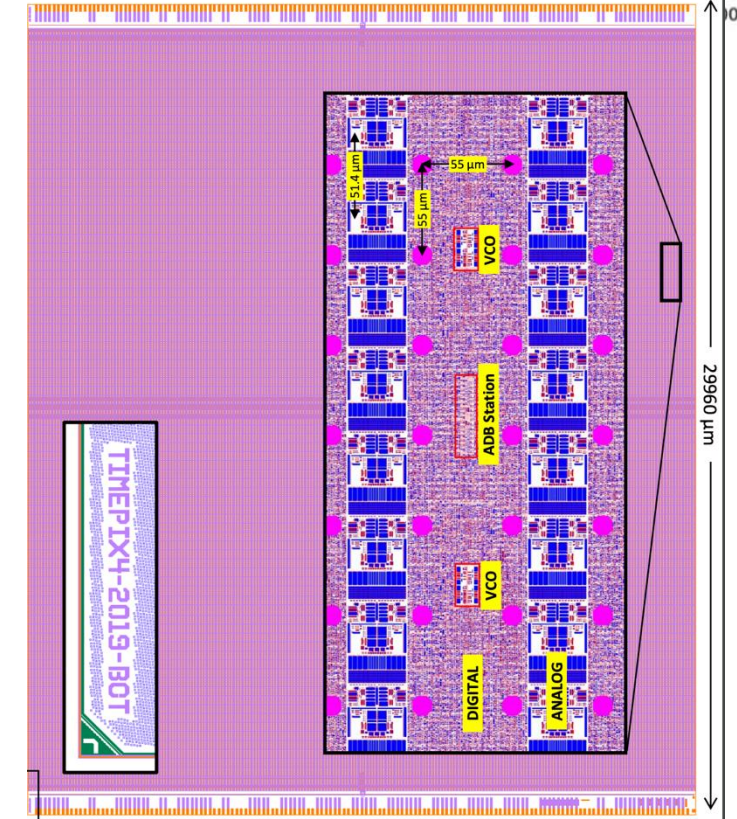 55 µm
51.4 µm
55 µm
VCO
ADB Station
29960 µm
VCO
TIMEPIX4-2019-BOT
DIGITAL
ANALOG